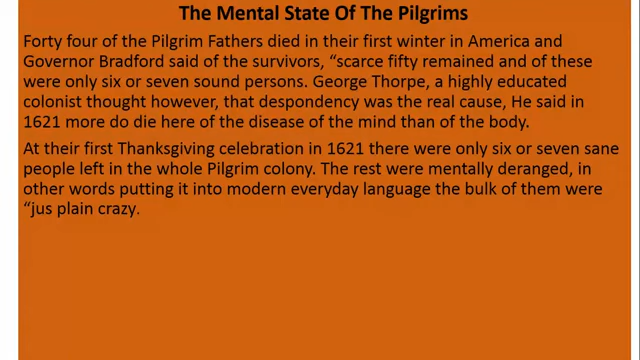 The Mental State Of The Pilgrims
Forty four of the Pilgrim Fathers died in their first winter in America and
Governor Bradford said of the survivors, “scarce fifty remained and of these
were only six or seven sound persons. George Thorpe, a highly educated
colonist thought however, that despondency was the real cause, He said in
1621 more do die here of the disease of the mind than of the body.
At their first Thanksgiving celebration in 1621 there were only six or seven sane
people left in the whole Pilgrim colony. The rest were mentally deranged, in
other words putting it into modern everyday language the bulk of them were
“jus plain crazy.